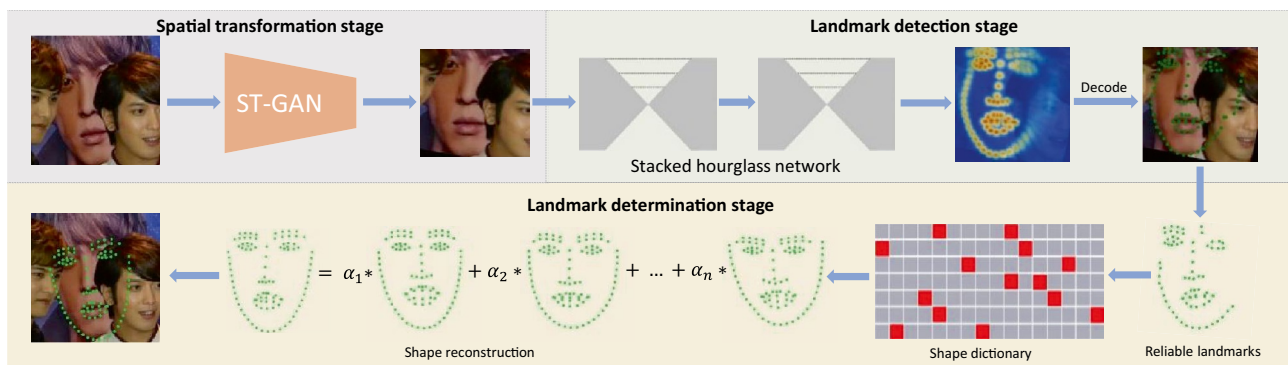 Spatial transformation stage
Landmark detection stage
ST-GAN
Decode
Stacked hourglass network
Landmark determination stage
= α₁* + α₂ * + ... + αₙ *
Shape reconstruction
Shape dictionary
Reliable landmarks